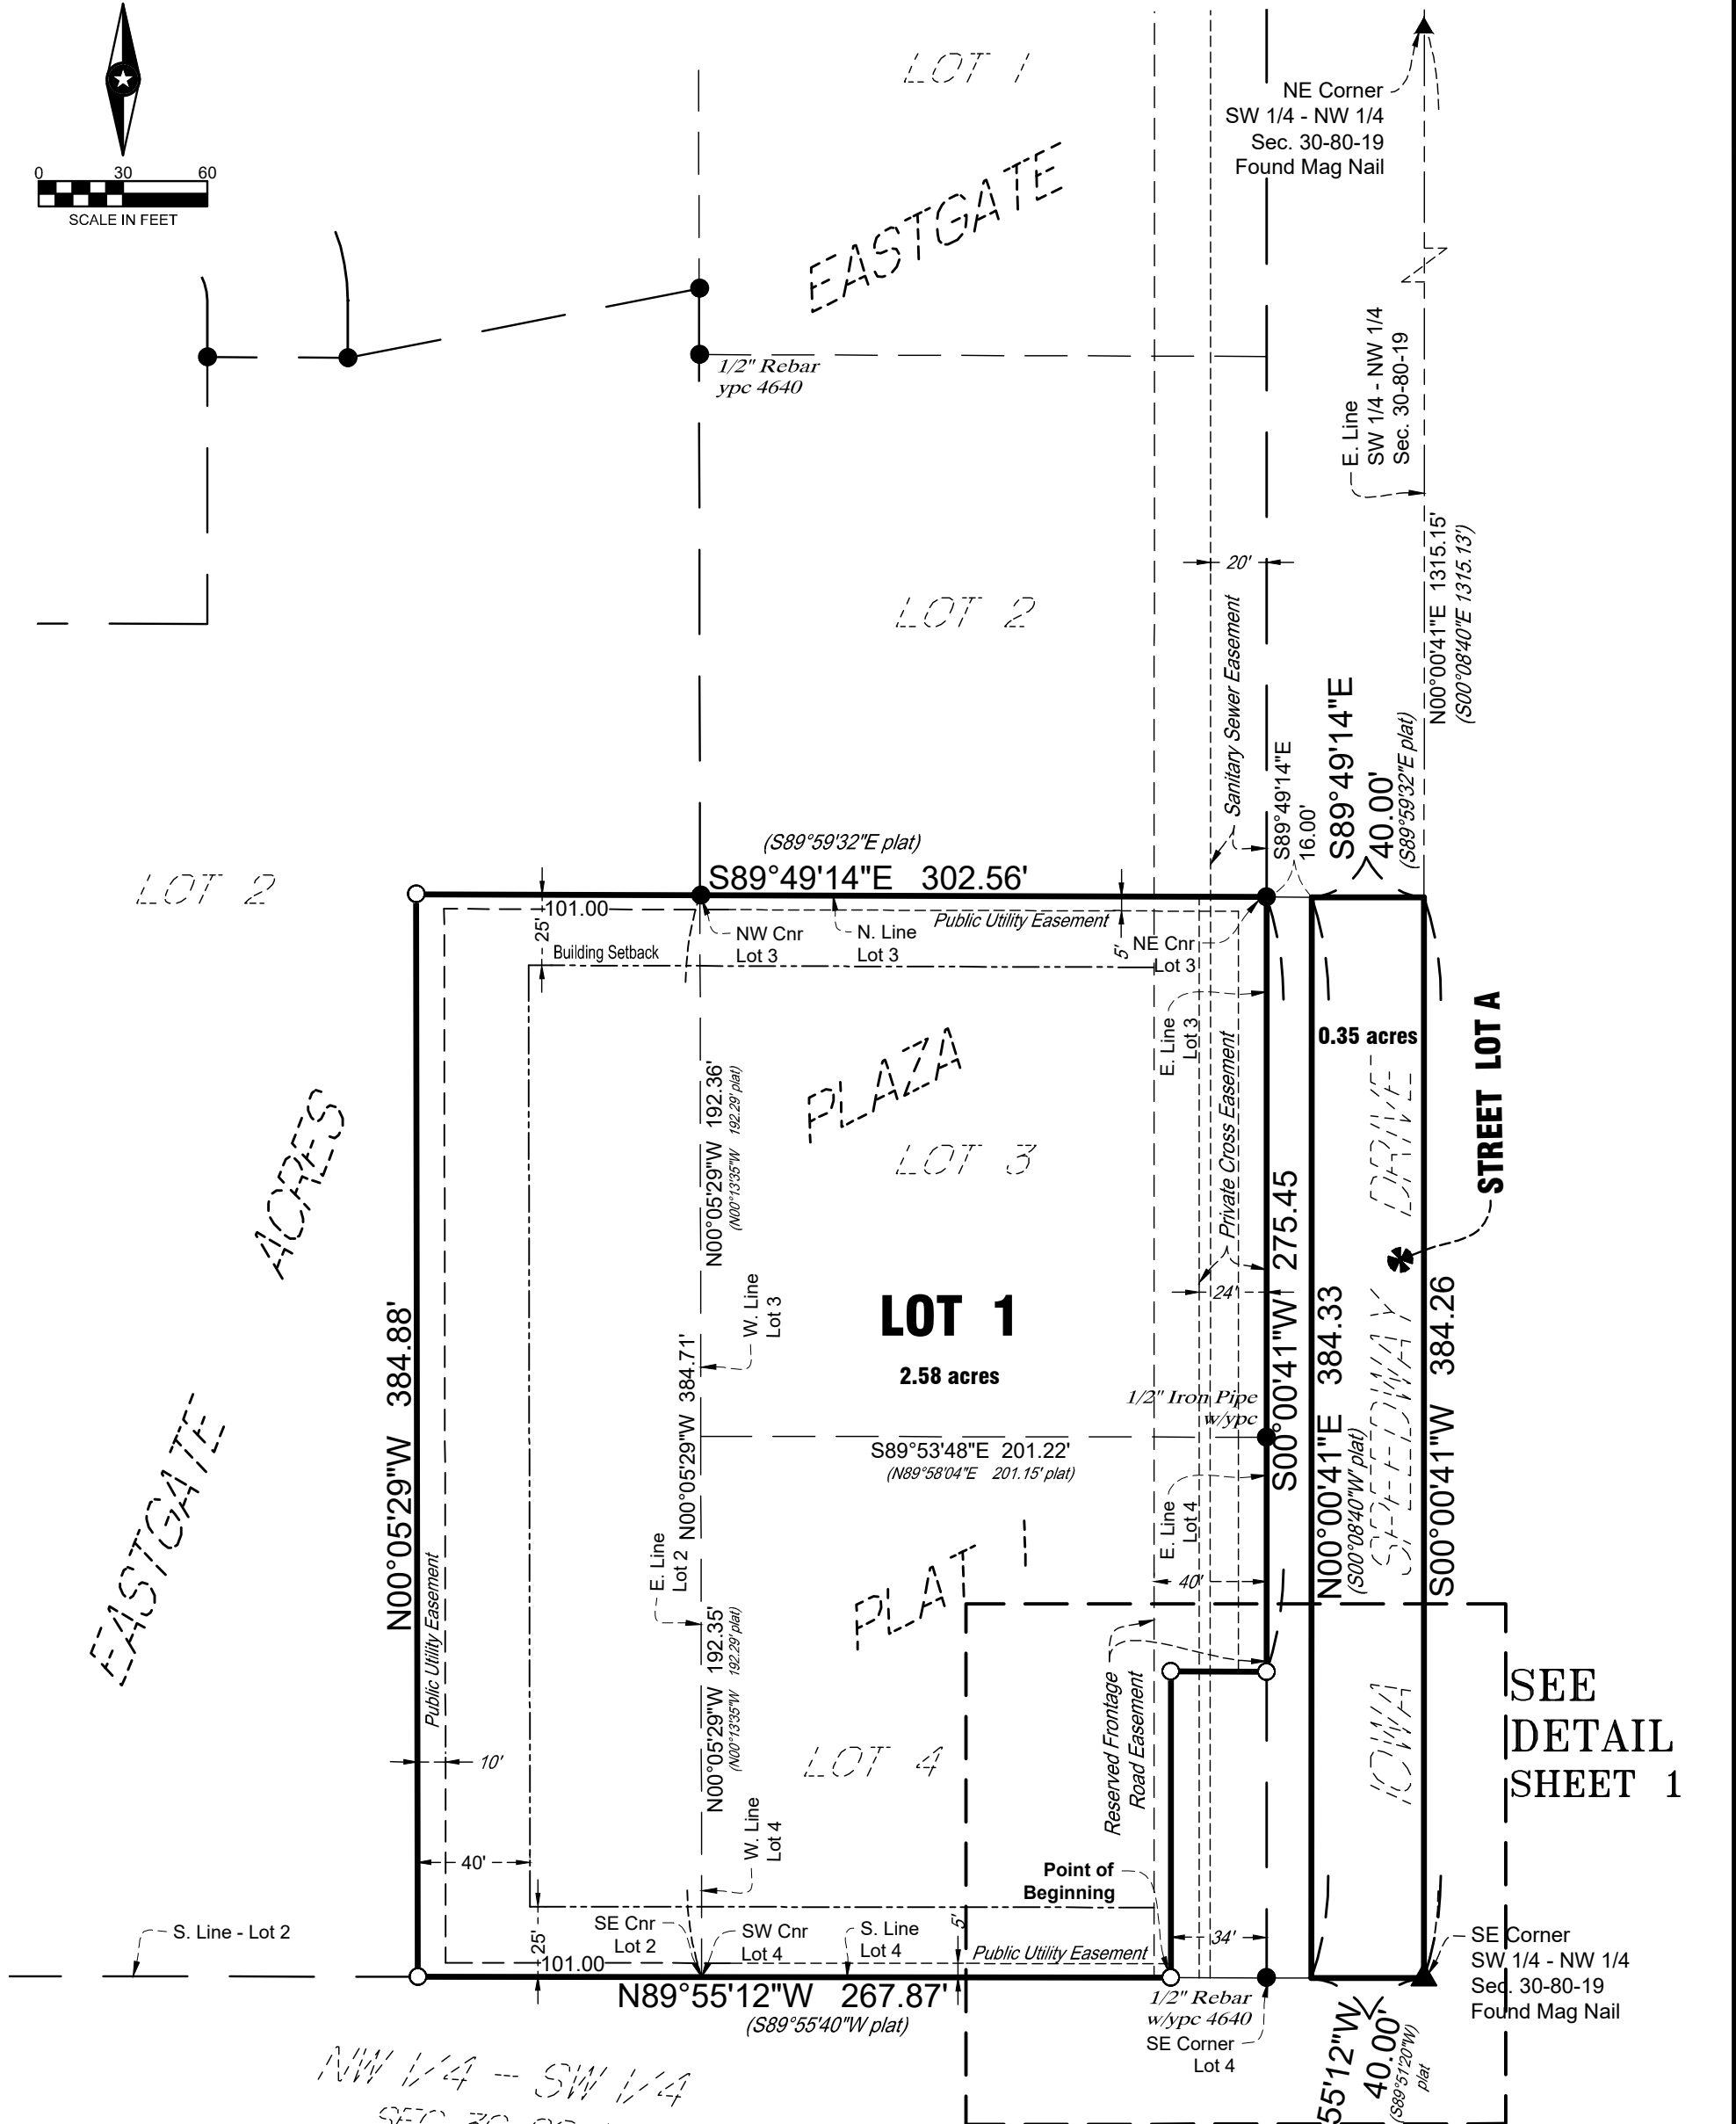 0 30 60
SCALE IN FEET
LOT 1
NE Corner
SW 1/4 - NW 1/4
Sec. 30-80-19
Found Mag Nail
EASTGATE
1/2" Rebar
ypc 4640
E. Line
SW 1/4 - NW 1/4
Sec. 30-80-19
N00°00'41"E 1315.15'
(S00°08'40"E 1315.13')
20'
LOT 2
Sanitary Sewer Easement
S89°49'14"E
16.00'
S89°49'14"E
40.00'
(S89°59'32"E plat)
(S89°59'32"E plat)
S89°49'14"E 302.56'
LOT 2
101.00
25'
Building Setback
NW Cnr
Lot 3
N. Line
Lot 3
Public Utility Easement
5'
NE Cnr
Lot 3
E. Line
Lot 3
0.35 acres
STREET LOT A
PLAZA
N00°05'29"W 192.36'
(N00°13'35"W 192.29' plat)
LOT 3
Private Cross Easement
24'
ACRES
W. Line
Lot 3
LOT 1
2.58 acres
S00°00'41"W 275.45
N00°00'41"E 384.33
(S00°08'40"W plat)
IOWA SPEEDWAY DRIVE
S00°00'41"W 384.26
N00°05'29"W 384.88'
N00°05'29"W 384.71'
1/2" Iron Pipe
w/ypc
S89°53'48"E 201.22'
(N89°58'04"E 201.15' plat)
E. Line
Lot 4
EASTGATE
E. Line
Lot 2
PLAT 1
40'
Public Utility Easement
N00°05'29"W 192.35'
(N00°13'35"W 192.29' plat)
Reserved Frontage
Road Easement
SEE
DETAIL
SHEET 1
10'
LOT 4
W. Line
Lot 4
40'
Point of
Beginning
S. Line - Lot 2
25'
SE Cnr
Lot 2
SW Cnr
Lot 4
S. Line
Lot 4
5'
Public Utility Easement
34'
SE Corner
SW 1/4 - NW 1/4
Sec. 30-80-19
Found Mag Nail
101.00
N89°55'12"W 267.87'
(S89°55'40"W plat)
1/2" Rebar
w/ypc 4640
SE Corner
Lot 4
55'12"W
40.00'
(S89°51'20"W)
plat
NW 1/4 - SW 1/4